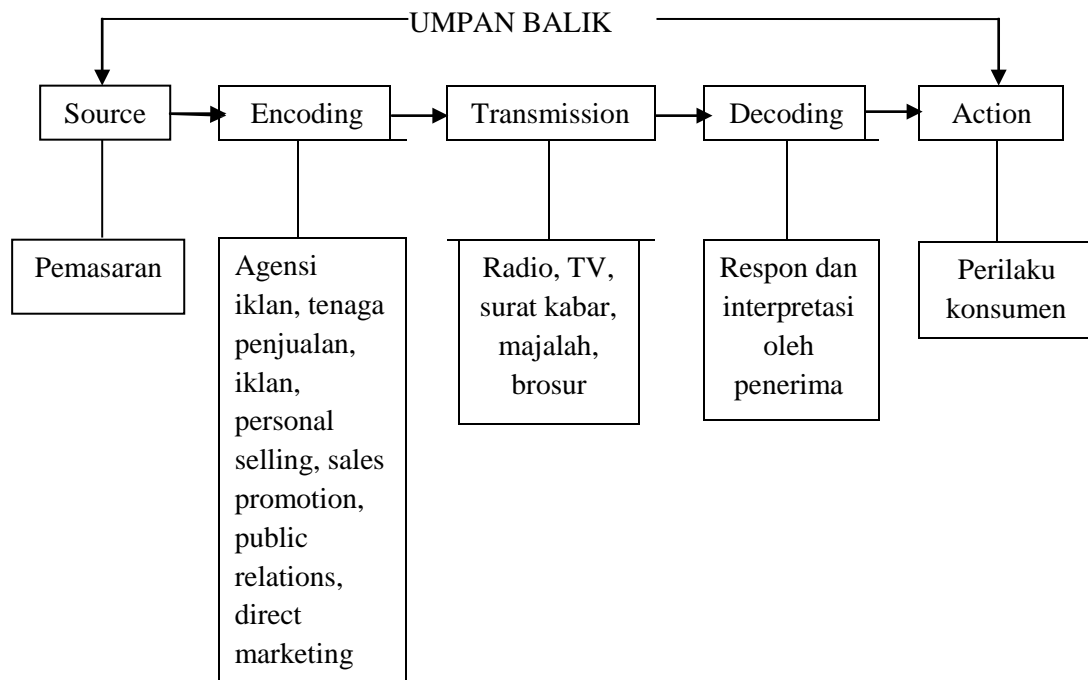 UMPAN BALIK
Source
Encoding
Transmission
Decoding
Action
Pemasaran
Agensi
iklan, tenaga
penjualan,
iklan,
personal
selling, sales
promotion,
public
relations,
direct
marketing
Radio, TV,
surat kabar,
majalah,
brosur
Respon dan
interpretasi
oleh
penerima
Perilaku
konsumen